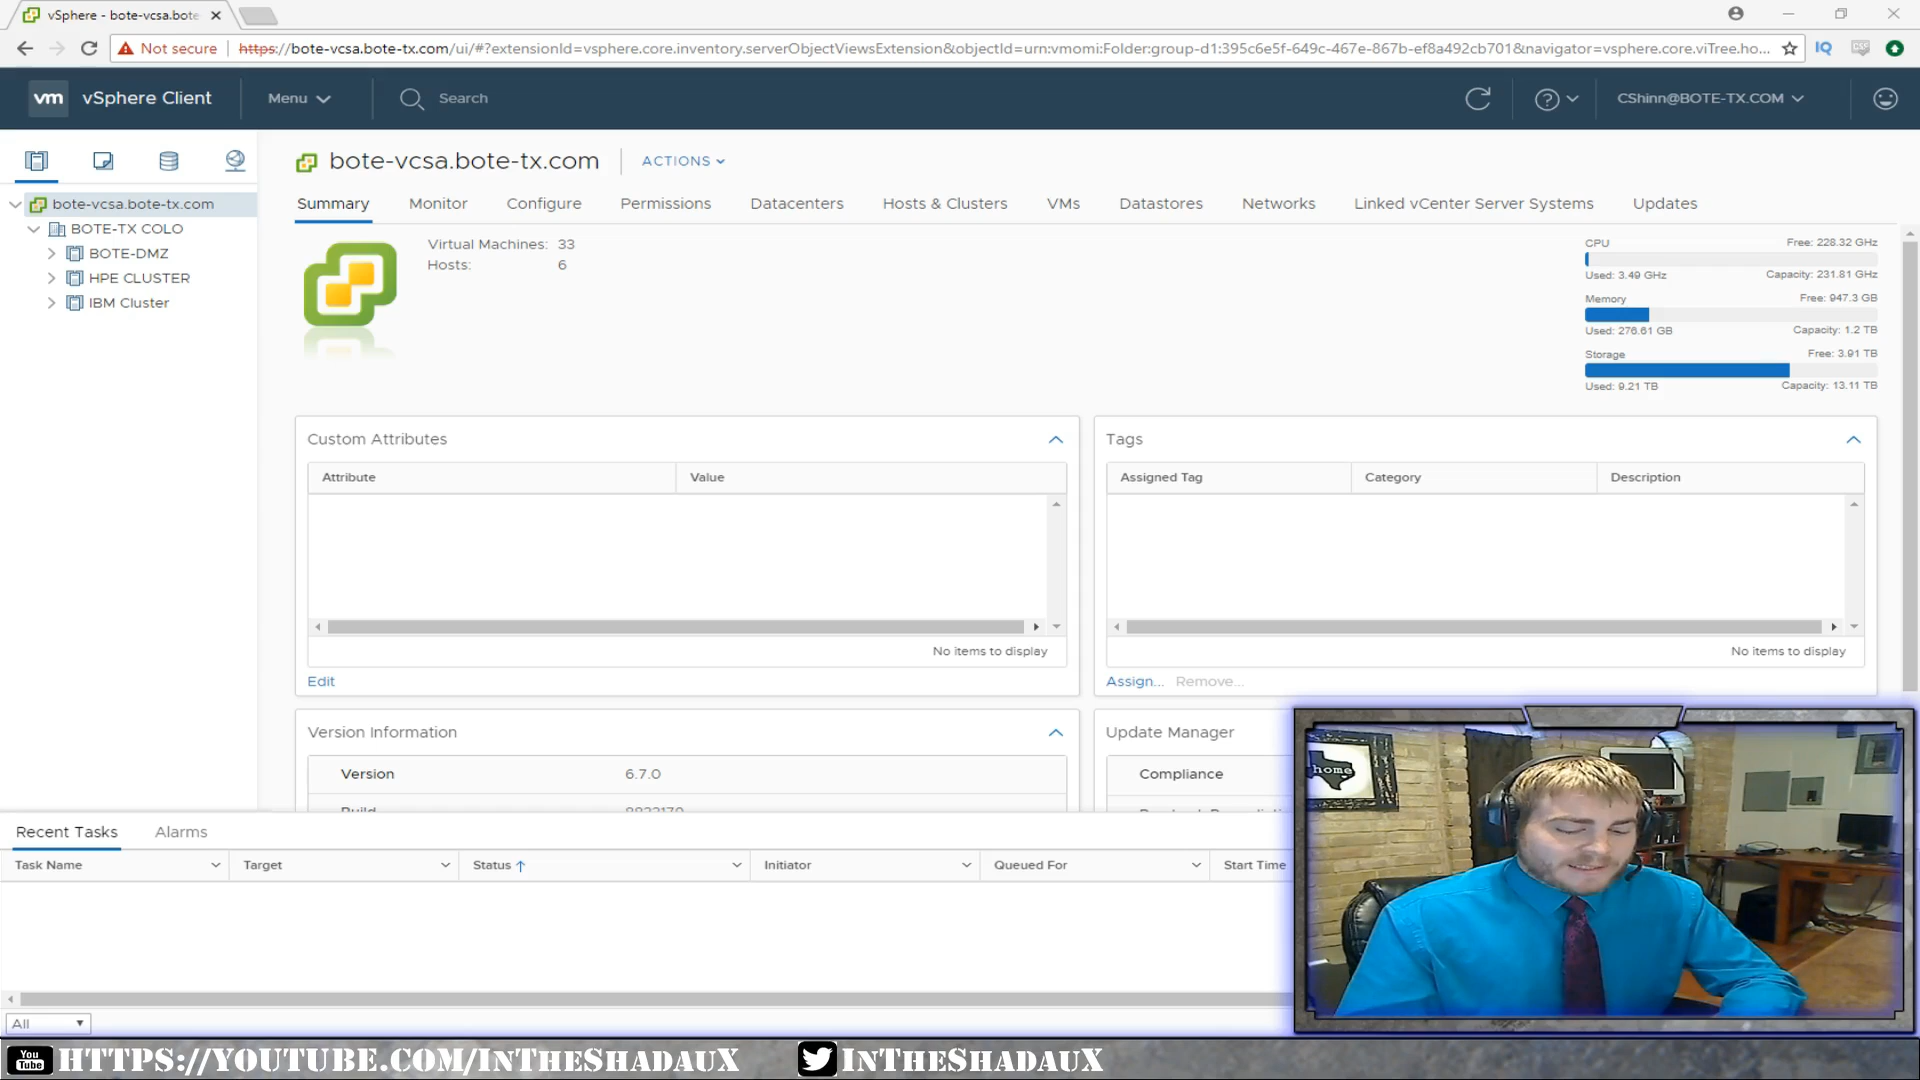 vSphere - bote-vcsa.bote
Not secure
https://bote-vcsa.bote-tx.com/ui/#?extensionId=vsphere.core.inventory.serverObjectViewsExtension&objectId=urn:vmomi:Folder:group-d1:395c6e5f-649c-467e-867b-ef8a492cb701&navigator=vsphere.core.viTree.ho...
IQ
vm vSphere Client
Menu
Search
CShinn@BOTE-TX.COM
bote-vcsa.bote-tx.com
BOTE-TX COLO
BOTE-DMZ
HPE CLUSTER
IBM Cluster
bote-vcsa.bote-tx.com
ACTIONS
Summary Monitor Configure Permissions Datacenters Hosts & Clusters VMs Datastores Networks Linked vCenter Server Systems Updates
Virtual Machines: 33
Hosts: 6
CPU Free: 228.32 GHz
Used: 3.49 GHz Capacity: 231.81 GHz
Memory Free: 947.3 GB
Used: 276.61 GB Capacity: 1.2 TB
Storage Free: 3.91 TB
Used: 9.21 TB Capacity: 13.11 TB
Custom Attributes
Attribute Value
No items to display
Edit
Tags
Assigned Tag Category Description
No items to display
Assign... Remove...
Version Information
Version 6.7.0
Update Manager
Compliance
home
Recent Tasks Alarms
Task Name Target Status Initiator Queued For Start Time
All
You Tube HTTPS://YOUTUBE.COM/INTHESHADAUX
INTHESHADAUX